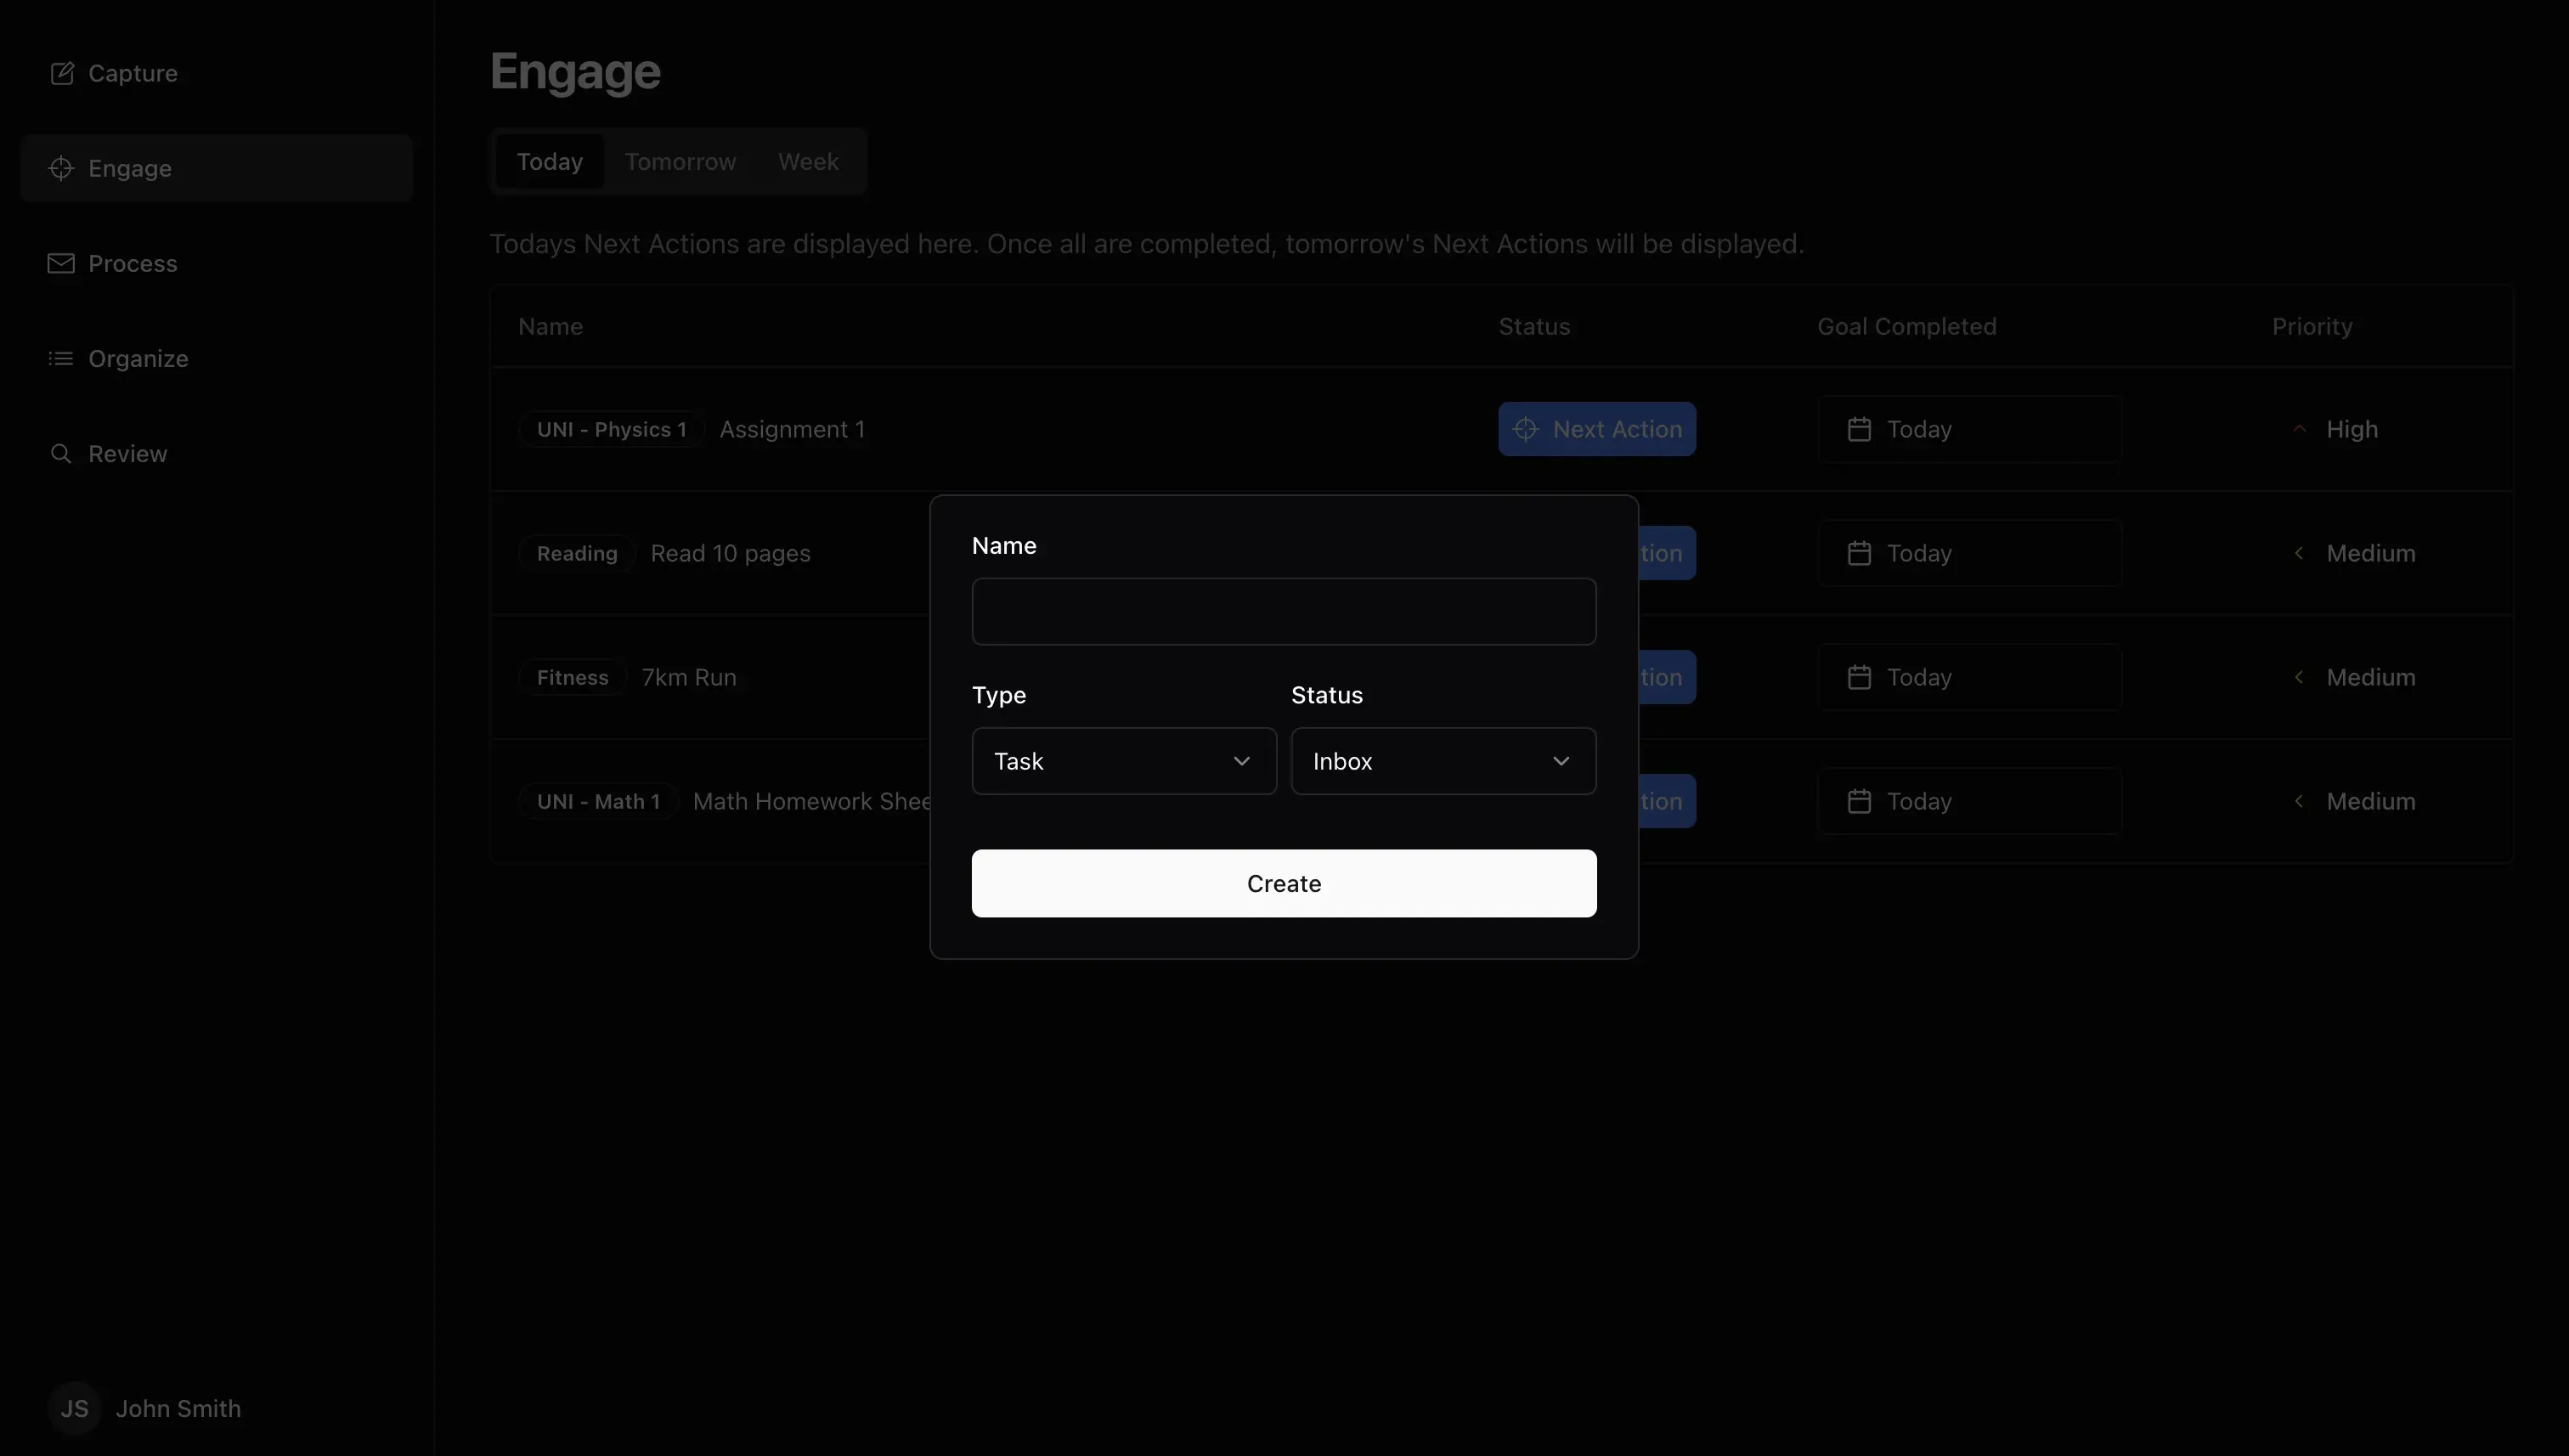 Capture
Engage
Process
Organize
Review
JS John Smith
Engage
Today Tomorrow Week
Todays Next Actions are displayed here. Once all are completed, tomorrow's Next Actions will be displayed.
Name Status Goal Completed Priority
UNI - Physics 1 Assignment 1 Next Action Today High
Reading Read 10 pages tion Today Medium
Fitness 7km Run tion Today Medium
UNI - Math 1 Math Homework Shee tion Today Medium
Name
Type Status
Task Inbox
Create